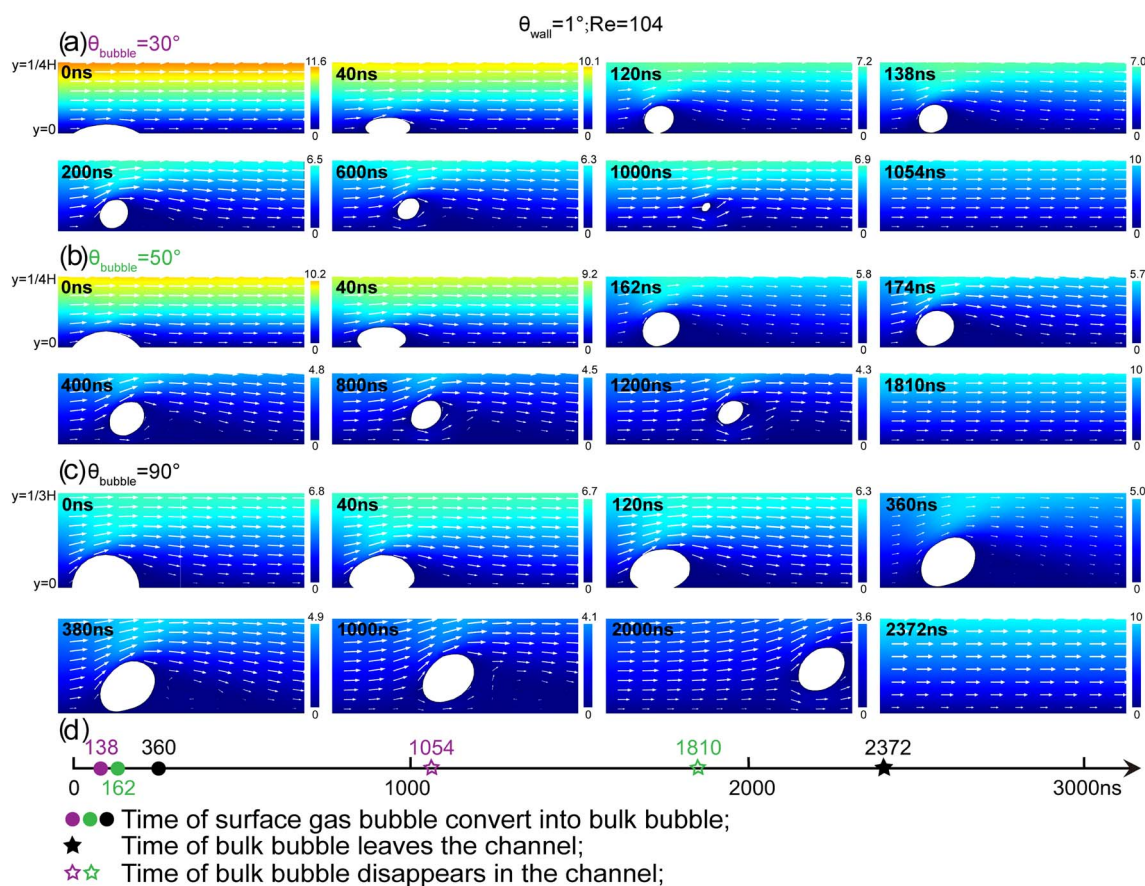 θwall=1°;Re=104
(a) θbubble=30°
y=1/4H 0ns 11.6 40ns 10.1 120ns 7.2 138ns 7.0
y=0 0 0 0 0
200ns 6.5 600ns 6.3 1000ns 6.9 1054ns 10
0 0 0 0
(b) θbubble=50°
y=1/4H 0ns 10.2 40ns 9.2 162ns 5.8 174ns 5.7
y=0 0 0 0 0
400ns 4.8 800ns 4.5 1200ns 4.3 1810ns 10
0 0 0 0
(c) θbubble=90°
y=1/3H 0ns 6.8 40ns 6.7 120ns 6.3 360ns 5.0
y=0 0 0 0 0
380ns 4.9 1000ns 4.1 2000ns 3.6 2372ns 10
0 0 0 0
(d)
138 360 1054 1810 2372
0 162 1000 2000 3000ns
Time of surface gas bubble convert into bulk bubble;
Time of bulk bubble leaves the channel;
Time of bulk bubble disappears in the channel;